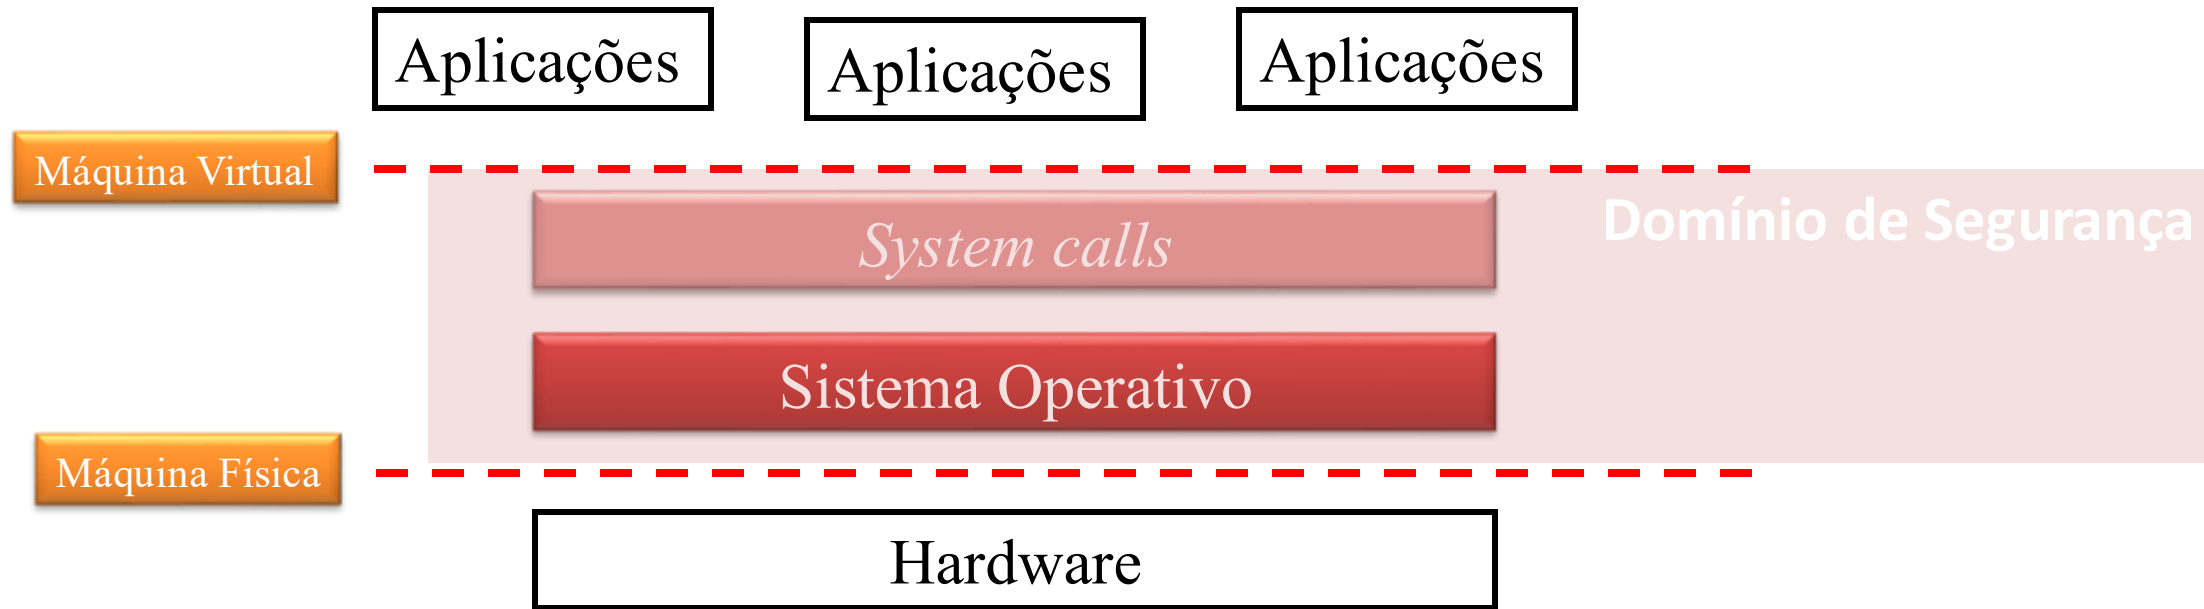 Aplicações
Aplicações
Aplicações
Máquina Virtual
Domínio de Segurança
System calls
Sistema Operativo
Máquina Física
Hardware